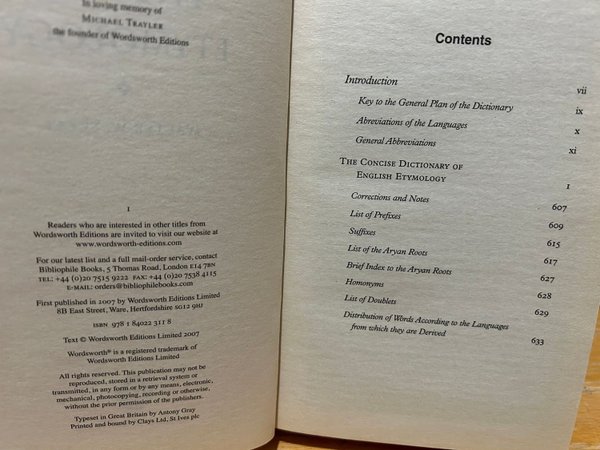 In loving memory of
MICHAEL TRAYLER
the founder of Wordsworth Editions
1
Readers who are interested in other titles from
Wordsworth Editions are invited to visit our website at
www.wordsworth-editions.com
For our latest list and a full mail-order service, contact
Bibliophile Books, 5 Thomas Road, London E14 7BN
TEL: +44 (0)20 7515 9222 FAX: +44 (0)20 7538 4115
E-MAIL: orders@bibliophilebooks.com
First published in 2007 by Wordsworth Editions Limited
8B East Street, Ware, Hertfordshire SG12 9HJ
ISBN 978 1 84022 311 8
Text © Wordsworth Editions Limited 2007
Wordsworth® is a registered trademark of
Wordsworth Editions Limited
All rights reserved. This publication may not be
reproduced, stored in a retrieval system or
transmitted, in any form or by any means, electronic,
mechanical, photocopying, recording or otherwise,
without the prior permission of the publishers.
Typeset in Great Britain by Antony Gray
Printed and bound by Clays Ltd, St Ives plc
Contents
Introduction vii
Key to the General Plan of the Dictionary ix
Abreviations of the Languages x
General Abbreviations xi
THE CONCISE DICTIONARY OF
ENGLISH ETYMOLOGY 1
Corrections and Notes 607
List of Prefixes 609
Suffixes 615
List of the Aryan Roots 617
Brief Index to the Aryan Roots 627
Homonyms 628
List of Doublets 629
Distribution of Words According to the Languages
from which they are Derived 633